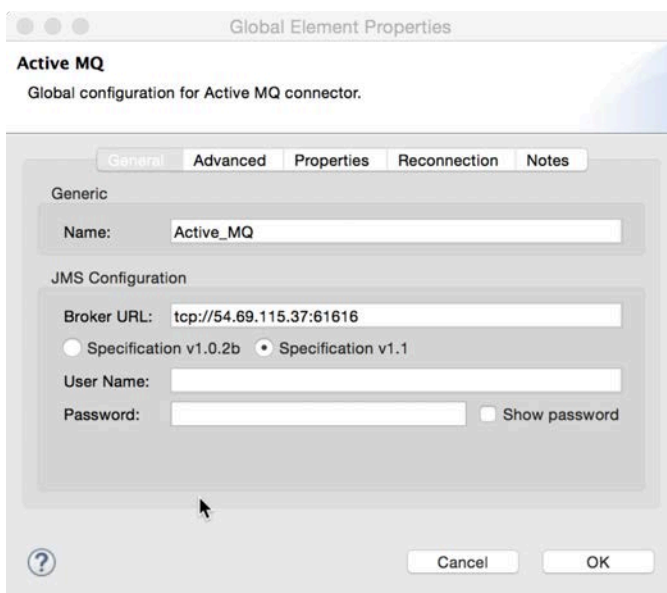 Global Element Properties
Active MQ
Global configuration for Active MQ connector.
General Advanced Properties Reconnection Notes
Generic
Name: Active_MQ
JMS Configuration
Broker URL: tcp://54.69.115.37:61616
Specification v1.0.2b Specification v1.1
User Name:
Password: Show password
? Cancel OK